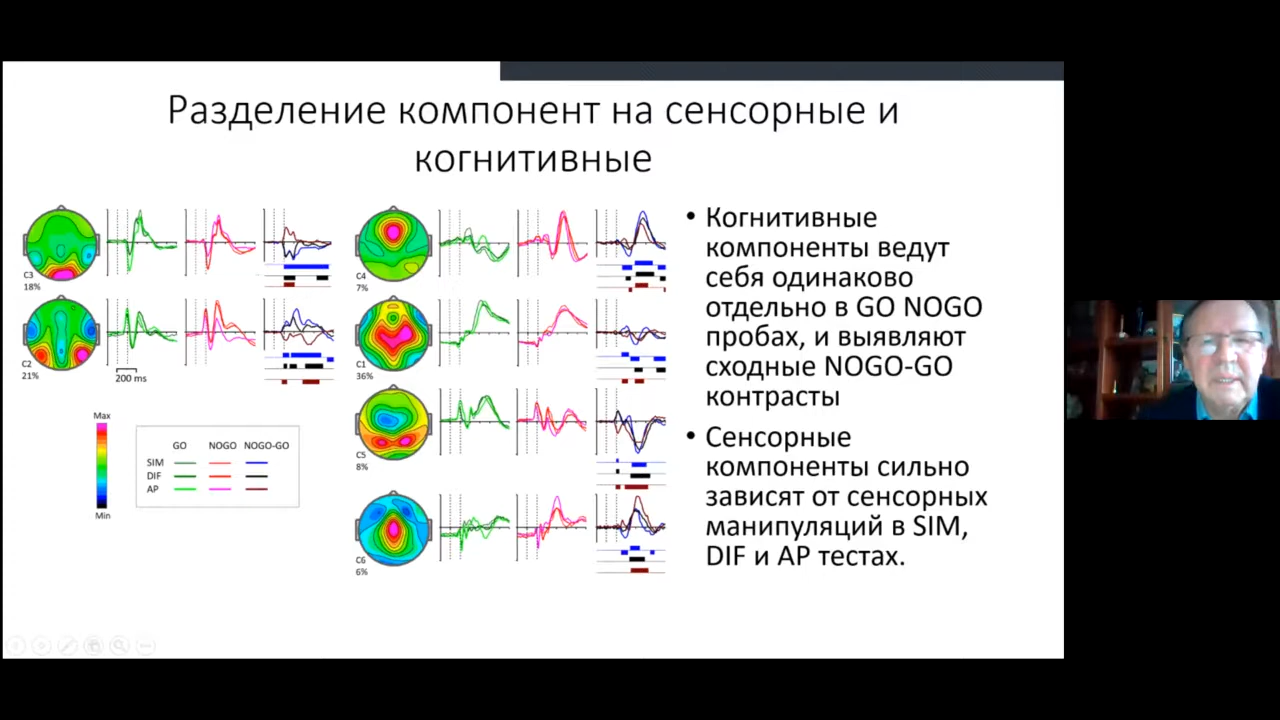 Разделение компонент на сенсорные и
когнитивные
C3
18%
C2
21%
200 ms
C4
7%
C1
36%
C5
8%
C6
6%
Max
Min
GO NOGO NOGO-GO
SIM
DIF
AP
• Когнитивные
компоненты ведут
себя одинаково
отдельно в GO NOGO
пробах, и выявляют
сходные NOGO-GO
контрасты
• Сенсорные
компоненты сильно
зависят от сенсорных
манипуляций в SIM,
DIF и AP тестах.